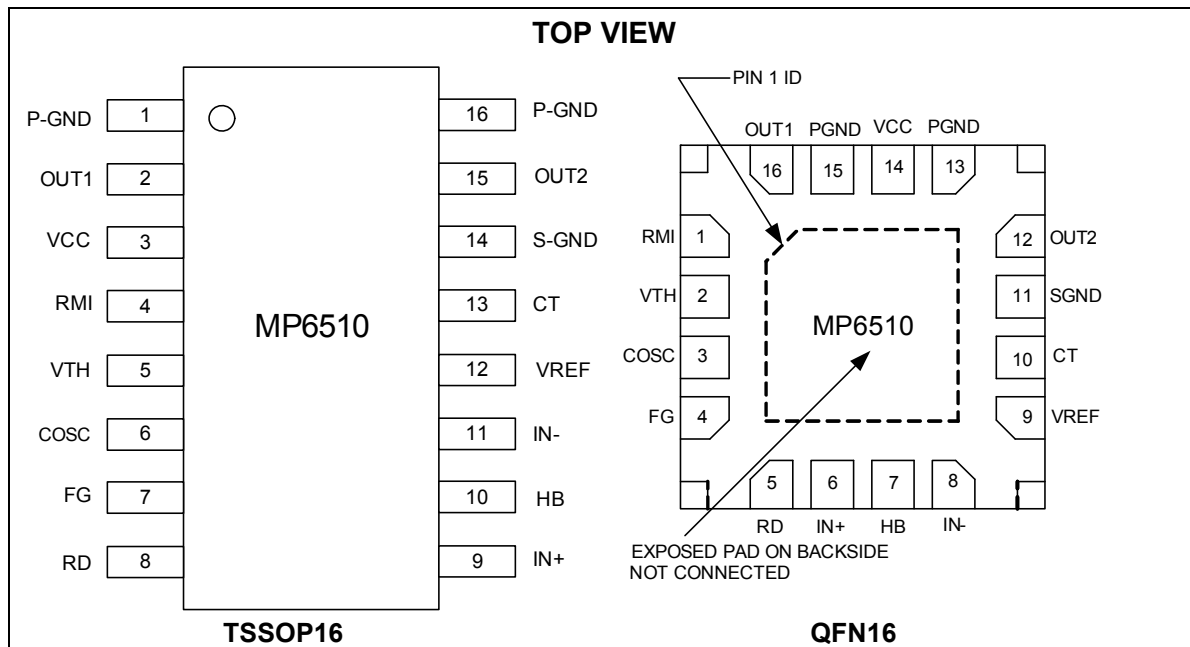 TOP VIEW
P-GND 1
16 P-GND
OUT1 2
15 OUT2
VCC 3
14 S-GND
RMI 4
13 CT
VTH 5
12 VREF
COSC 6
11 IN-
FG 7
10 HB
RD 8
9 IN+
MP6510
TSSOP16
PIN 1 ID
OUT1 PGND VCC PGND
16 15 14 13
RMI 1
12 OUT2
VTH 2
11 SGND
COSC 3
10 CT
FG 4
9 VREF
MP6510
5 6 7 8
RD IN+ HB IN-
EXPOSED PAD ON BACKSIDE
NOT CONNECTED
QFN16